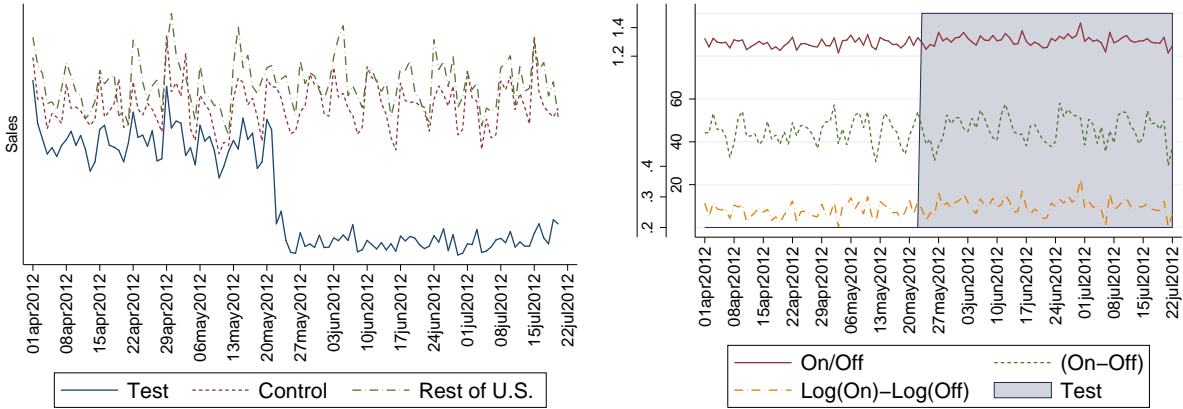 Sales
01apr2012
08apr2012
15apr2012
22apr2012
29apr2012
06may2012
13may2012
20may2012
27may2012
03jun2012
10jun2012
17jun2012
24jun2012
01jul2012
08jul2012
15jul2012
22jul2012
Test
Control
Rest of U.S.
1.4
1.2
.4
.3
.2
60
40
20
01apr2012
08apr2012
15apr2012
22apr2012
29apr2012
06may2012
13may2012
20may2012
27may2012
03jun2012
10jun2012
17jun2012
24jun2012
01jul2012
08jul2012
15jul2012
22jul2012
On/Off
(On−Off)
Log(On)−Log(Off)
Test